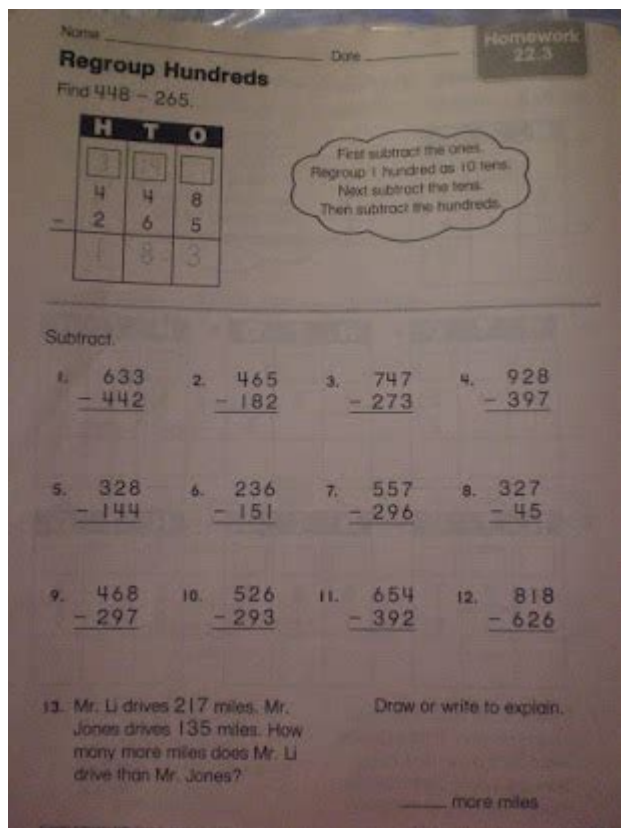 Name
Date
Homework
22.3
Regroup Hundreds
Find 448 - 265.
H T O
3 14
4 4 8
- 2 6 5
1 8 3
First subtract the ones.
Regroup 1 hundred as 10 tens.
Next subtract the tens.
Then subtract the hundreds.
Subtract.
1. 633 2. 465 3. 747 4. 928
- 442 - 182 - 273 - 397
5. 328 6. 236 7. 557 8. 327
- 144 - 151 - 296 - 45
9. 468 10. 526 11. 654 12. 818
- 297 - 293 - 392 - 626
13. Mr. Li drives 217 miles. Mr.
Jones drives 135 miles. How
many more miles does Mr. Li
drive than Mr. Jones?
Draw or write to explain.
more miles